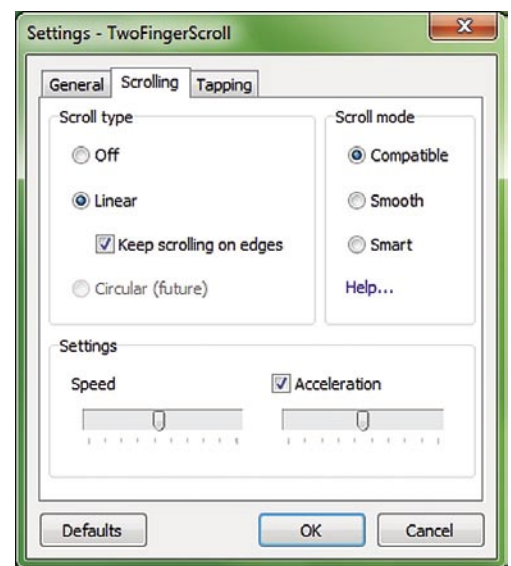 Settings - TwoFingerScroll
General Scrolling Tapping
Scroll type
Off
Linear
Keep scrolling on edges
Circular (future)
Scroll mode
Compatible
Smooth
Smart
Help...
Settings
Speed
Acceleration
Defaults OK Cancel